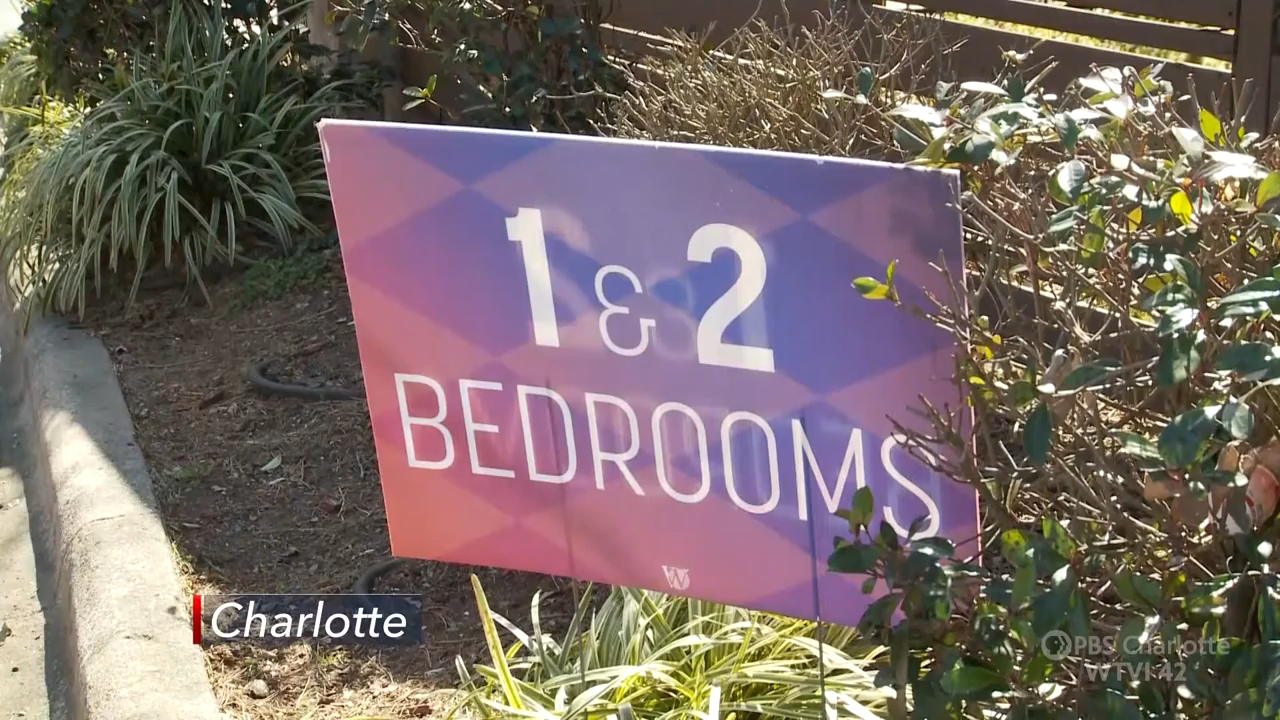 1 & 2
BEDROOMS
W
Charlotte
PBS Charlotte
WTVI 42